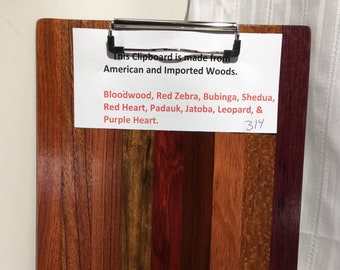 This Clipboard is made from
American and Imported Woods.
Bloodwood, Red Zebra, Bubinga, Shedua,
Red Heart, Padauk, Jatoba, Leopard, &
Purple Heart.
314